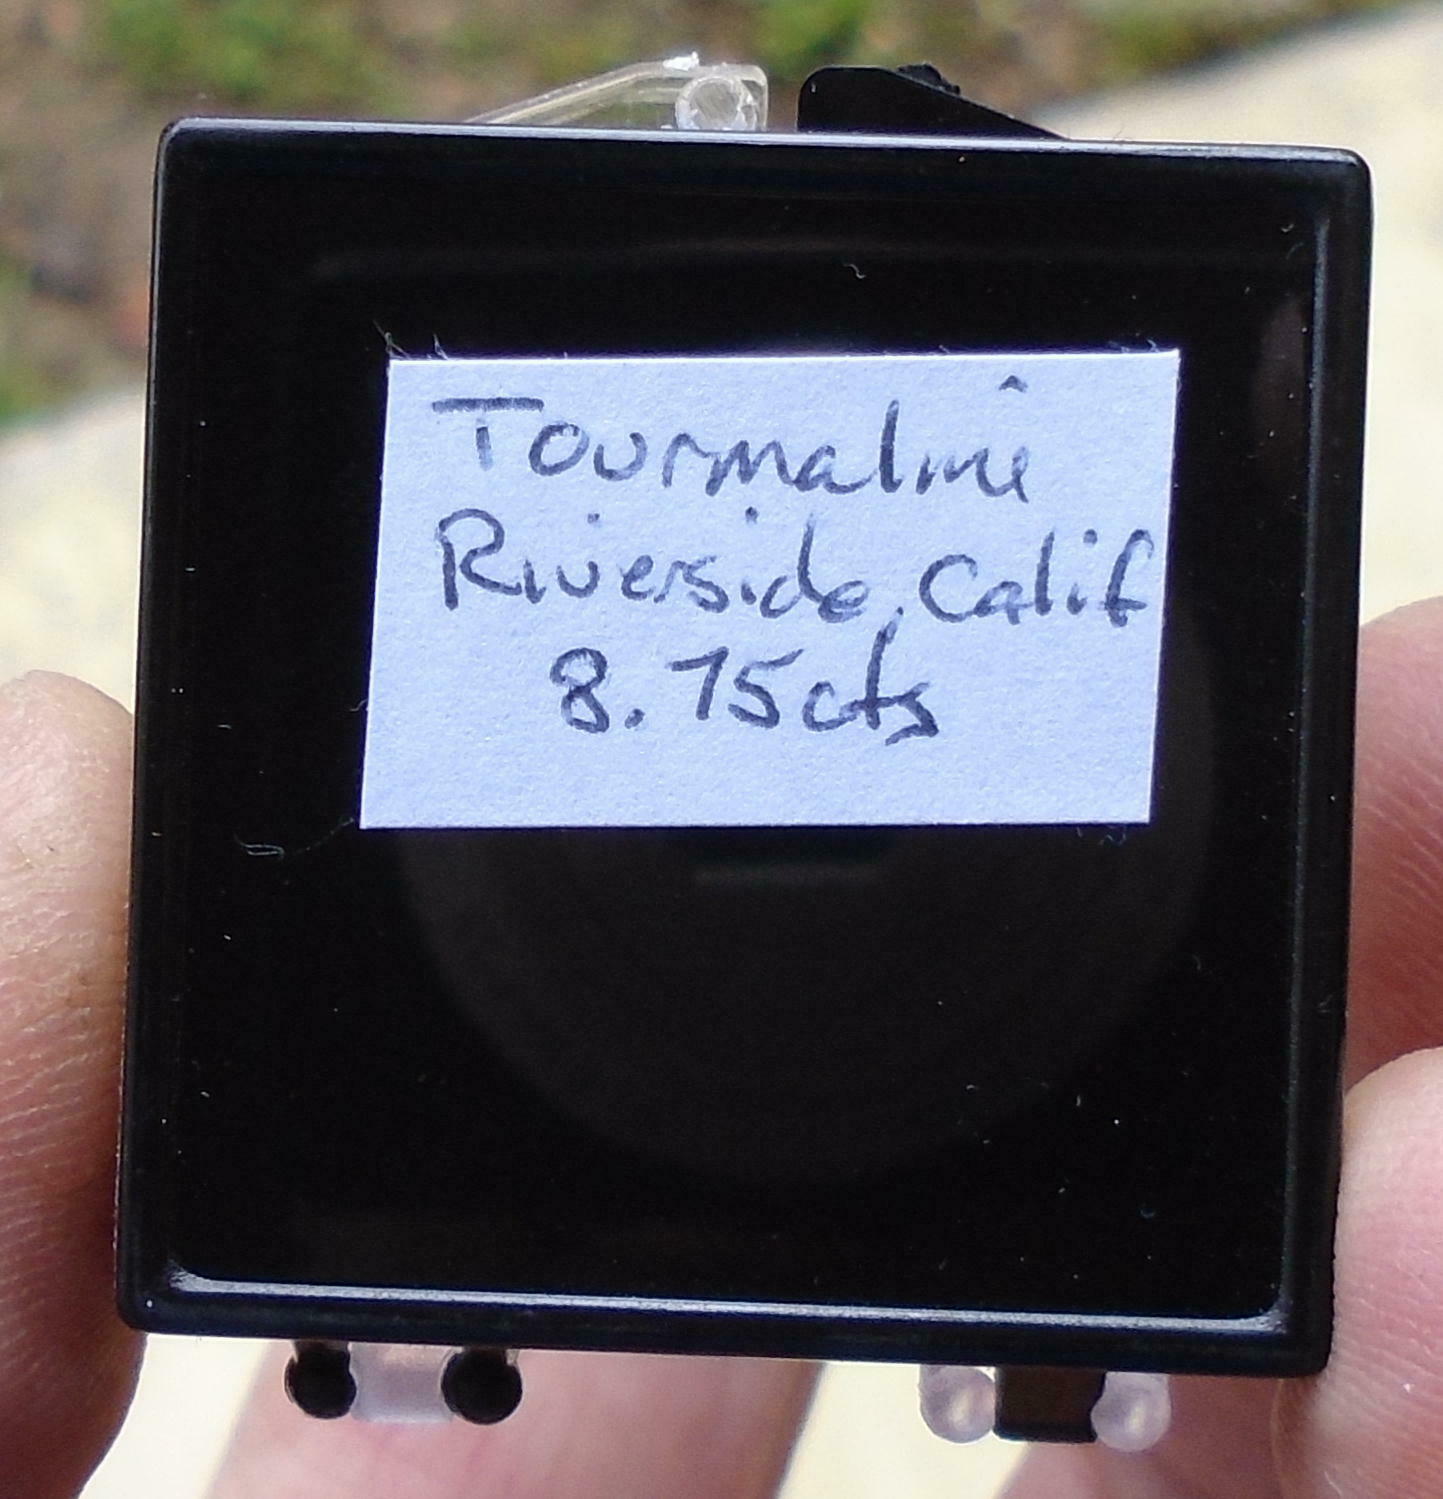 Tourmaline
Riverside, Calif
8.75cts